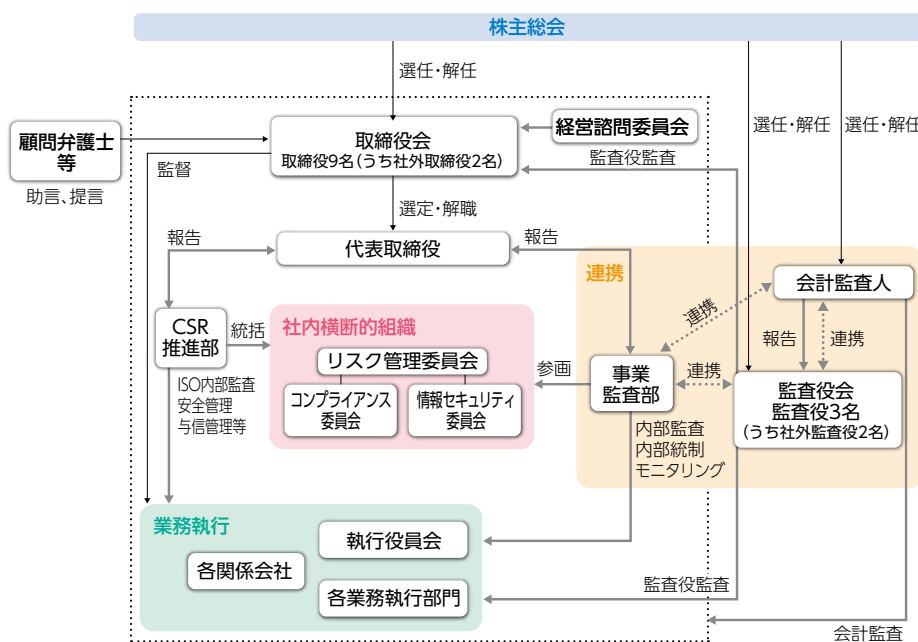 株主総会
選任・解任
選任・解任
選任・解任
顧問弁護士
等
助言、提言
取締役会
取締役9名(うち社外取締役2名)
経営諮問委員会
監査役監査
監督
選定・解職
報告
代表取締役
報告
連携
会計監査人
連携
報告
連携
CSR
推進部
統括
社内横断的組織
リスク管理委員会
コンプライアンス
委員会
情報セキュリティ
委員会
参画
事業
監査部
連携
監査役会
監査役3名
(うち社外監査役2名)
ISO内部監査
安全管理
与信管理等
内部監査
内部統制
モニタリング
業務執行
執行役員会
各関係会社
各業務執行部門
監査役監査
会計監査